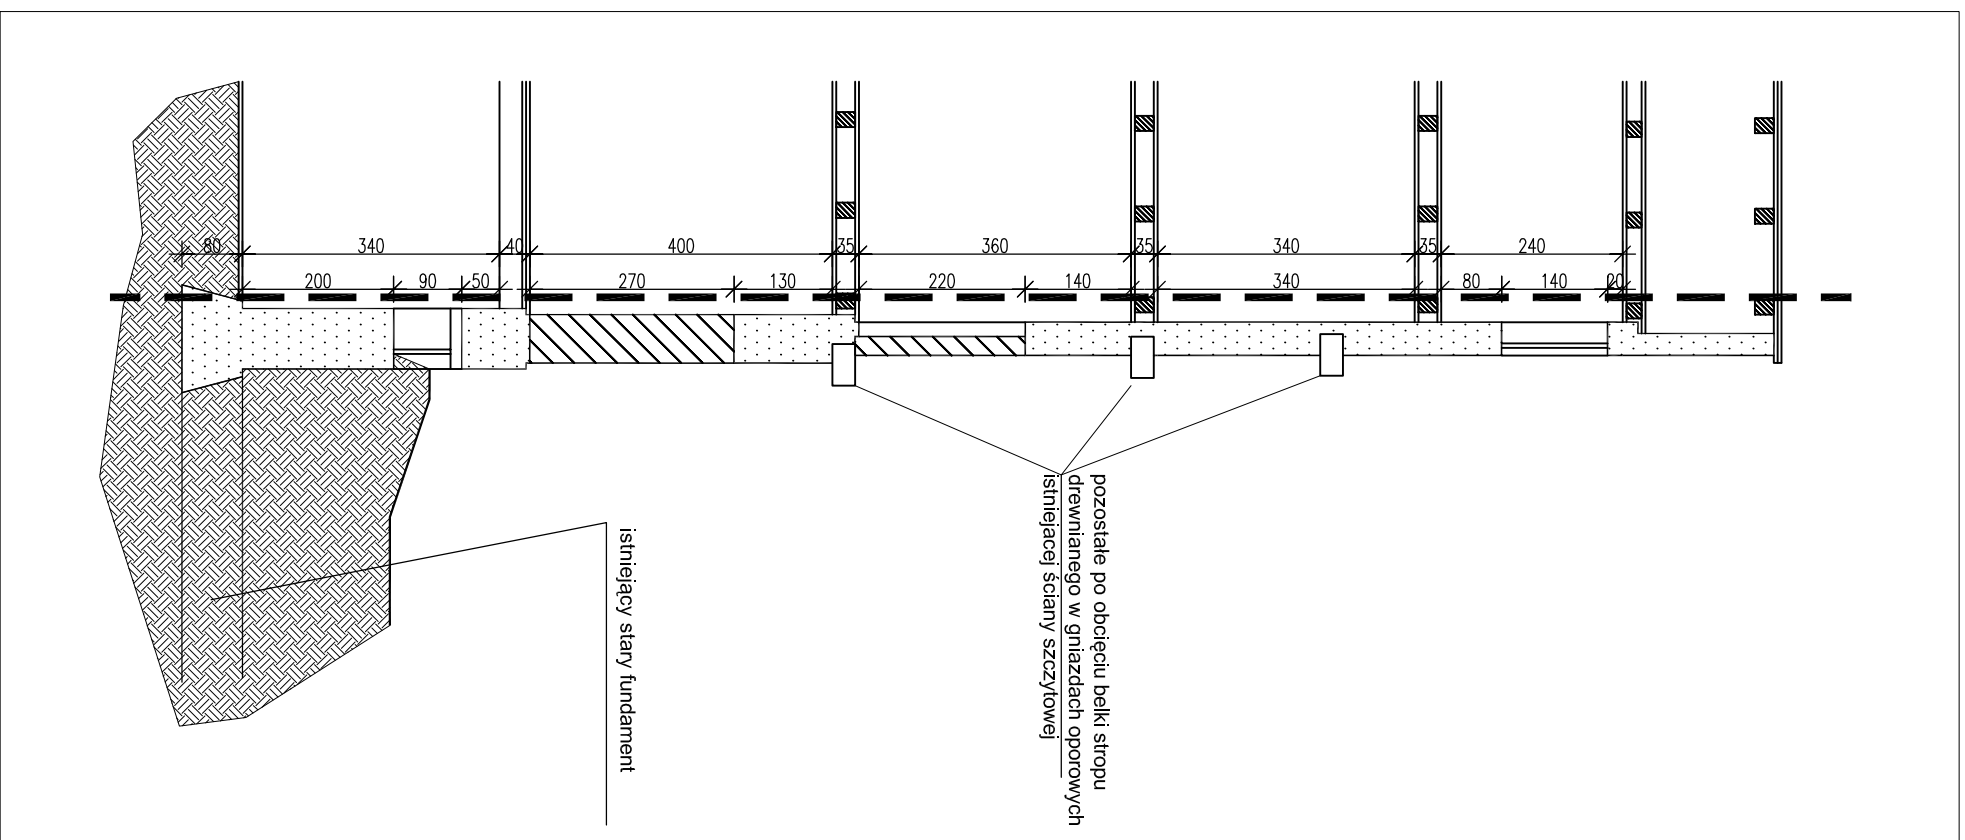 80 340 40 400 35 360 35 340 35 240
200 90 50 270 130 220 140 340 80 140 20
pozostałe po obcięciu belki stropu
drewnianego w gniazdach oporowych
istniejacej ściany szczytowej
istniejący stary fundament